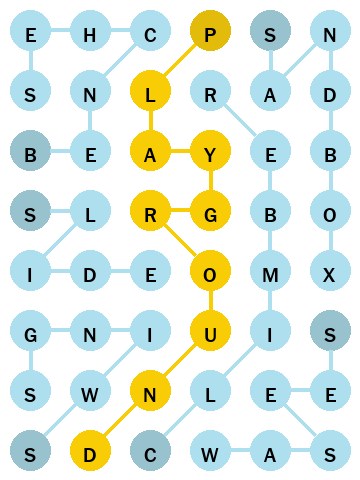 E H C P S N
S N L R A D
B E A Y E B
S L R G B O
I D E O M X
G N I U I S
S W N L E E
S D C W A S